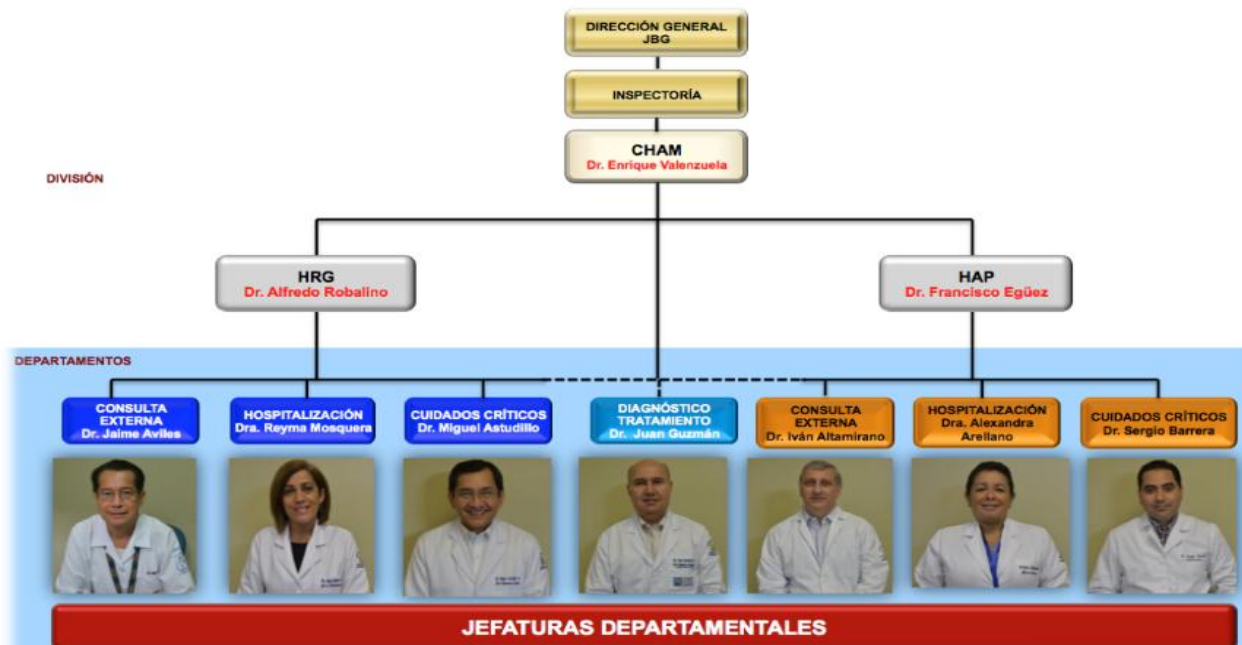 DIRECCIÓN GENERAL
JBG
INSPECTORÍA
CHAM
Dr. Enrique Valenzuela
DIVISIÓN
HRG
Dr. Alfredo Robalino
HAP
Dr. Francisco Egüez
DEPARTAMENTOS
CONSULTA
EXTERNA
Dr. Jaime Aviles
HOSPITALIZACIÓN
Dra. Reyma Mosquera
CUIDADOS CRÍTICOS
Dr. Miguel Astudillo
DIAGNÓSTICO
TRATAMIENTO
Dr. Juan Guzmán
CONSULTA
EXTERNA
Dr. Iván Altamirano
HOSPITALIZACIÓN
Dra. Alexandra
Arellano
CUIDADOS CRÍTICOS
Dr. Sergio Barrera
JEFATURAS DEPARTAMENTALES